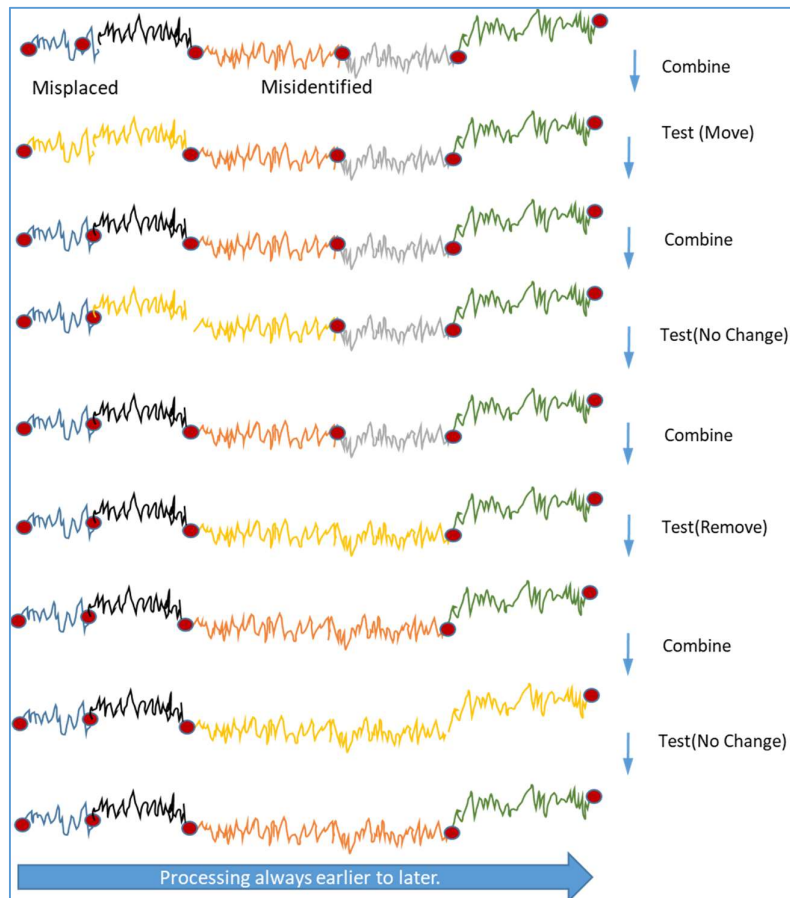 Combine
Misplaced
Misidentified
Test (Move)
Combine
Test(No Change)
Combine
Test(Remove)
Combine
Test(No Change)
Processing always earlier to later.